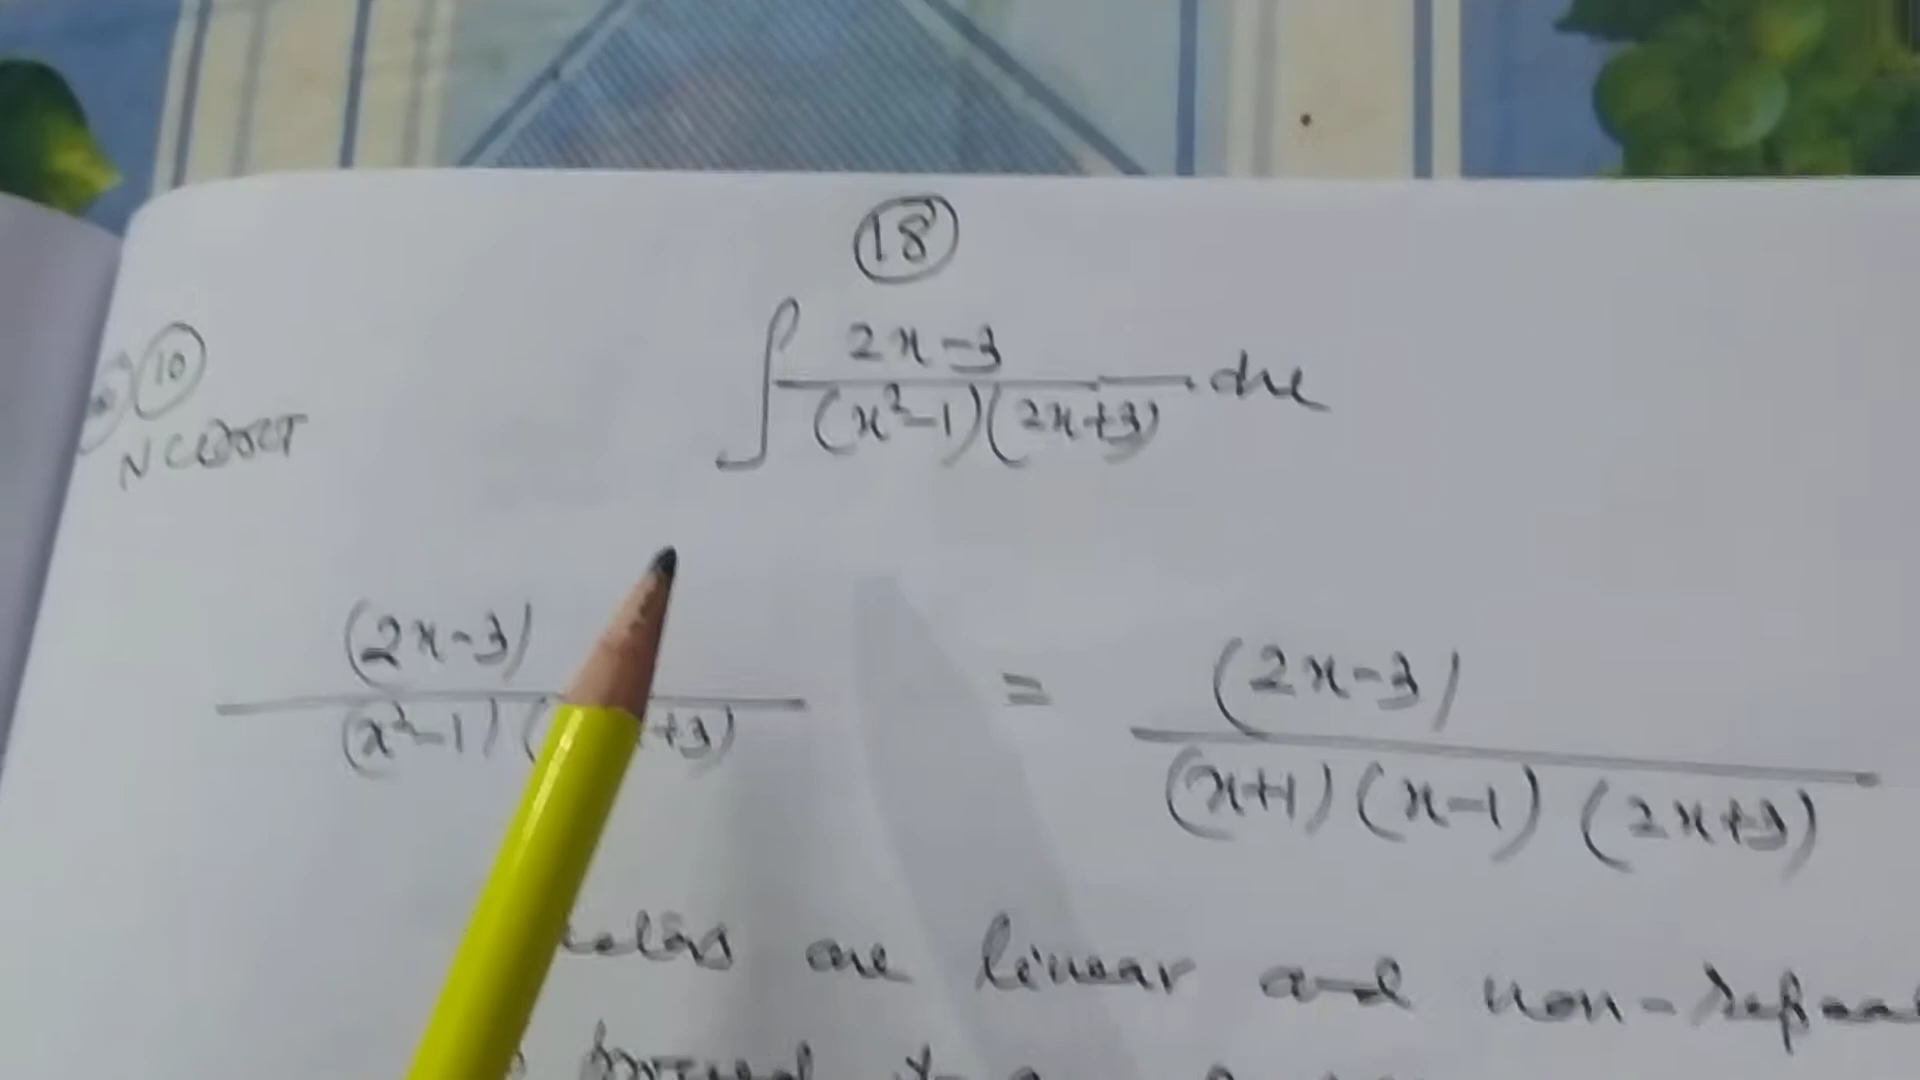 18
10
NCERT
∫ 2x-3 / (x²-1)(2x+3) . dx
(2x-3) / (x²-1)( +3) = (2x-3) / (x+1)(x-1)(2x+3)
are linear and non-